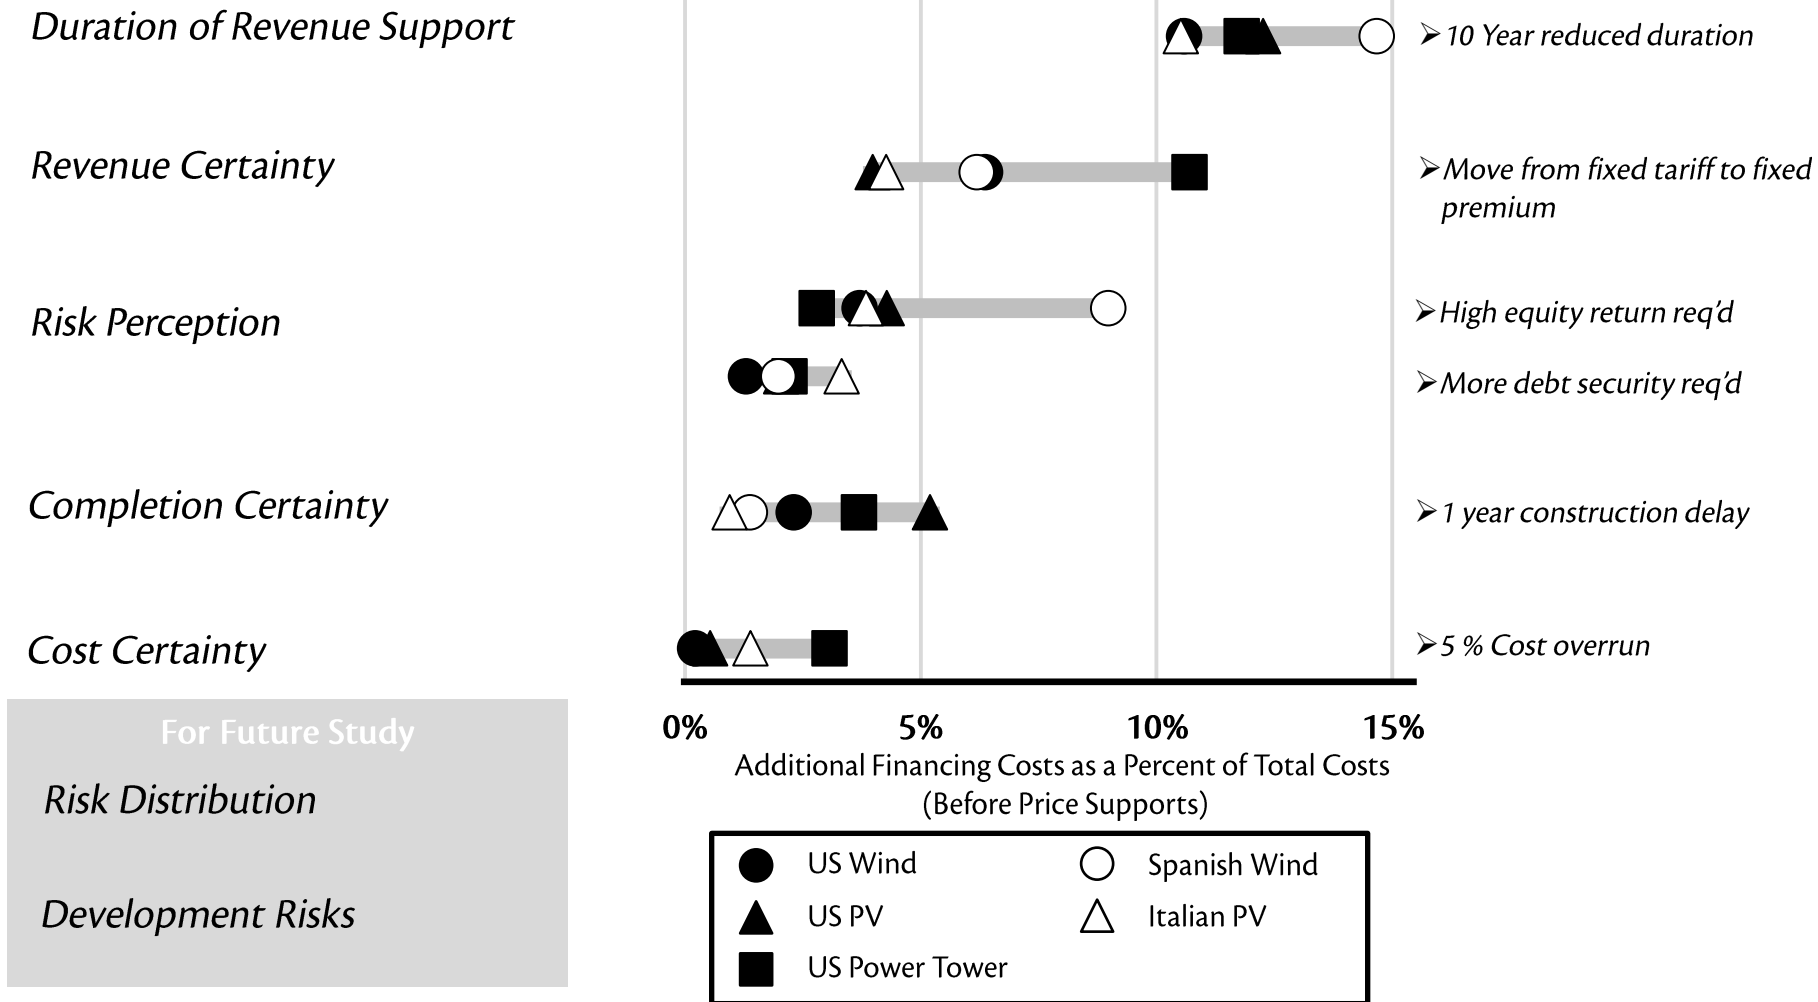 Duration of Revenue Support
➢10 Year reduced duration
Revenue Certainty
➢Move from fixed tariff to fixed
premium
Risk Perception
➢High equity return req’d
➢More debt security req’d
Completion Certainty
➢1 year construction delay
Cost Certainty
➢5 % Cost overrun
0% 5% 10% 15%
Additional Financing Costs as a Percent of Total Costs
(Before Price Supports)
For Future Study
Risk Distribution
Development Risks
US Wind Spanish Wind
US PV Italian PV
US Power Tower